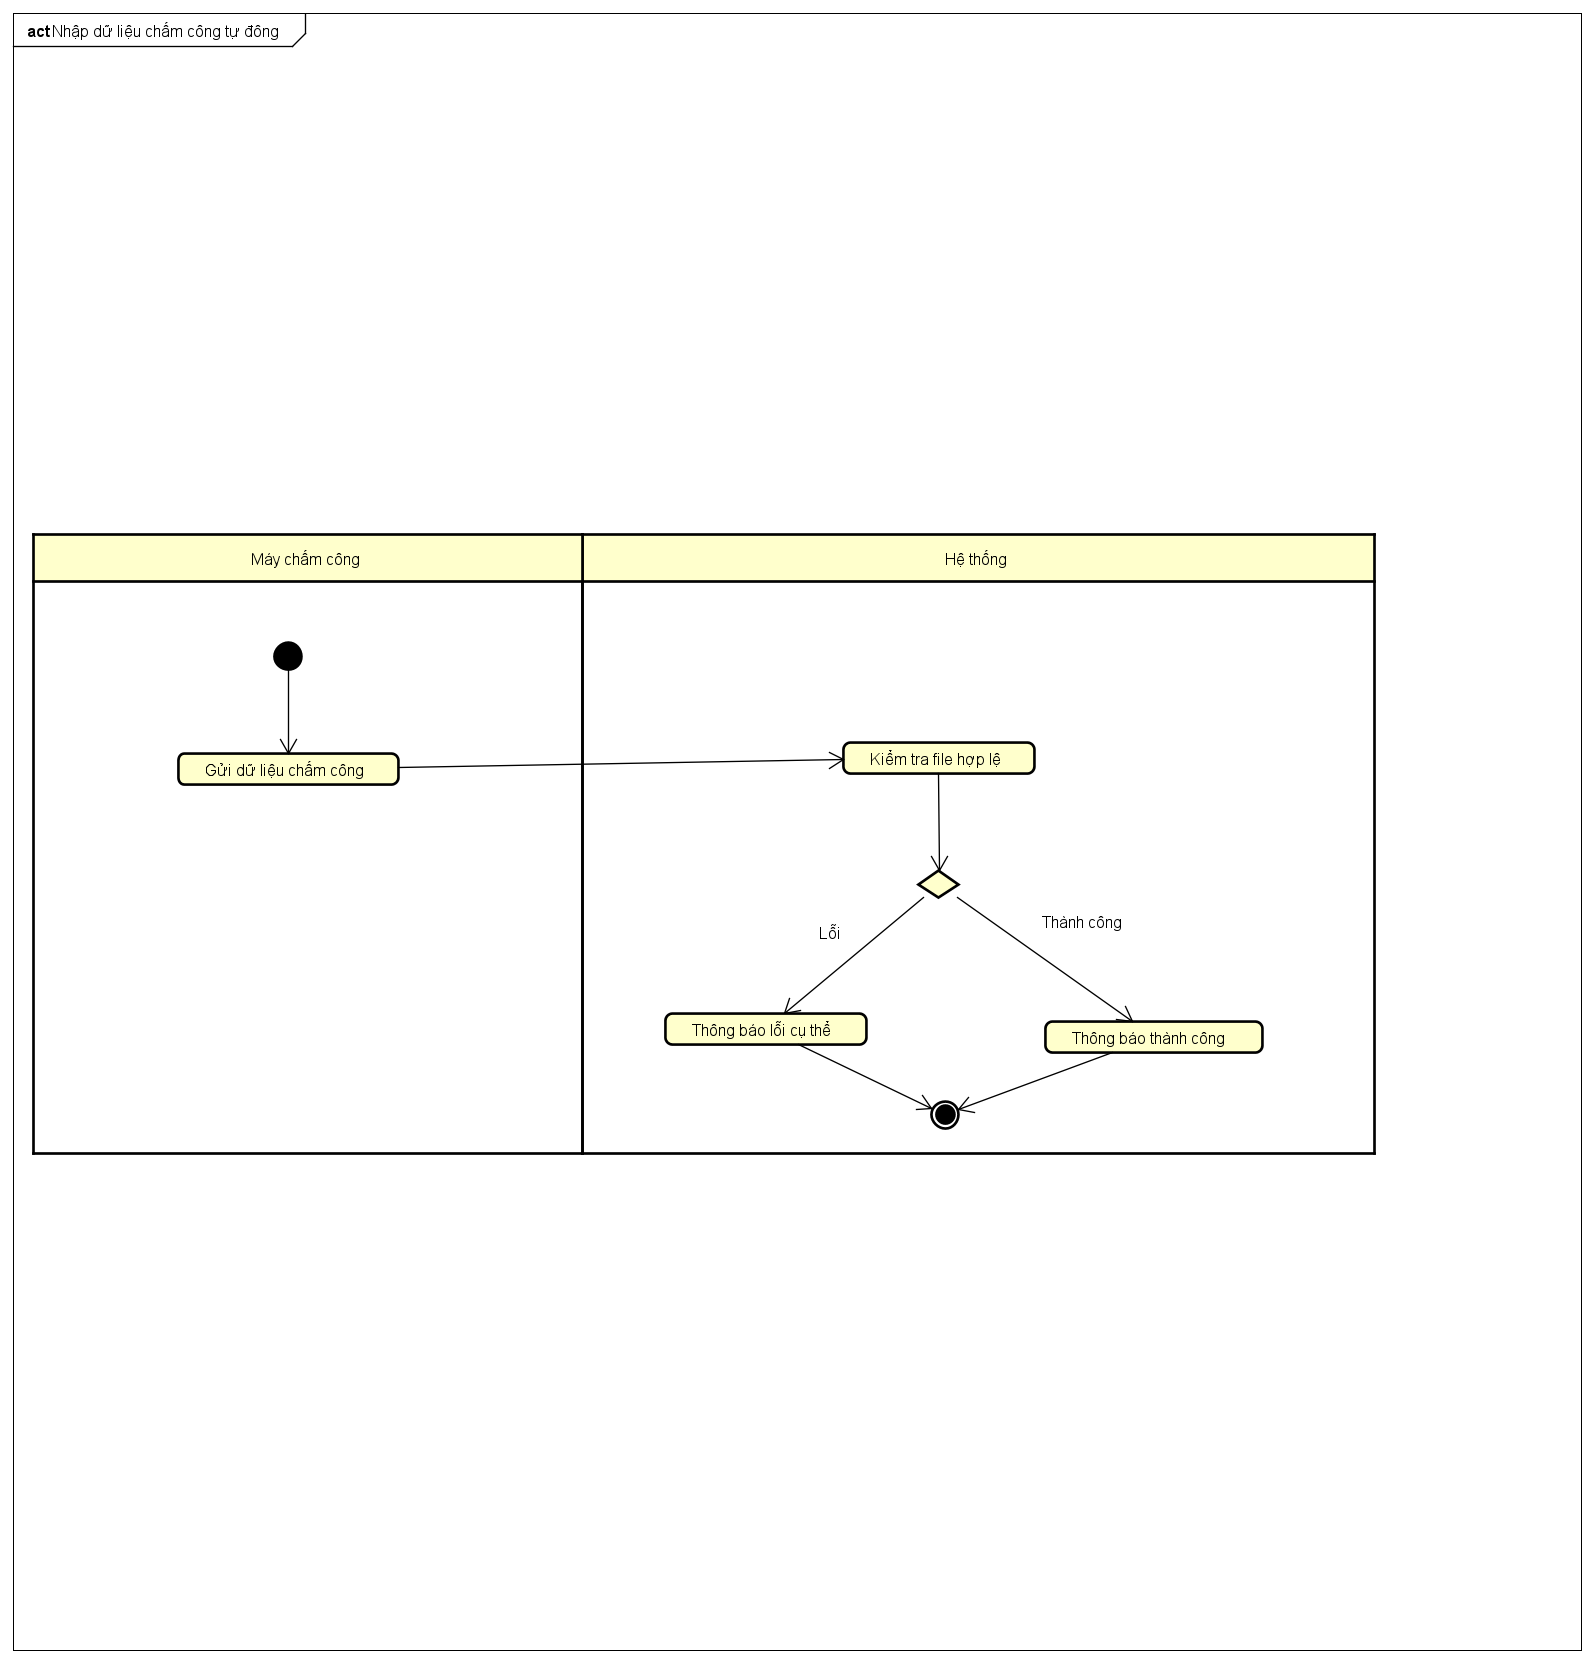 act Nhập dữ liệu chấm công tự đông
Máy chấm công
Hệ thống
Gửi dữ liệu chấm công
Kiểm tra file hợp lệ
Lỗi
Thành công
Thông báo lỗi cụ thể
Thông báo thành công